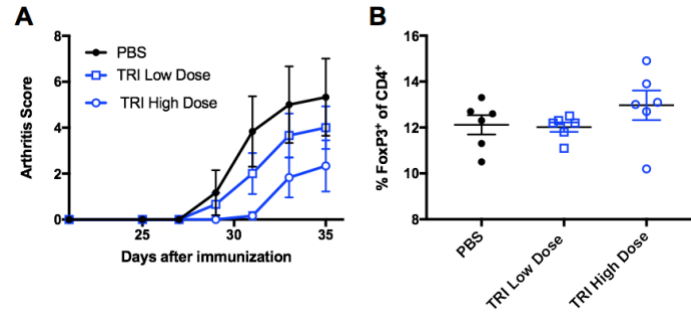 A
Arthritis Score
8
6
4
2
0
PBS
TRI Low Dose
TRI High Dose
25
30
35
Days after immunization
B
% FoxP3⁺ of CD4⁺
16
14
12
10
8
PBS
TRI Low Dose
TRI High Dose